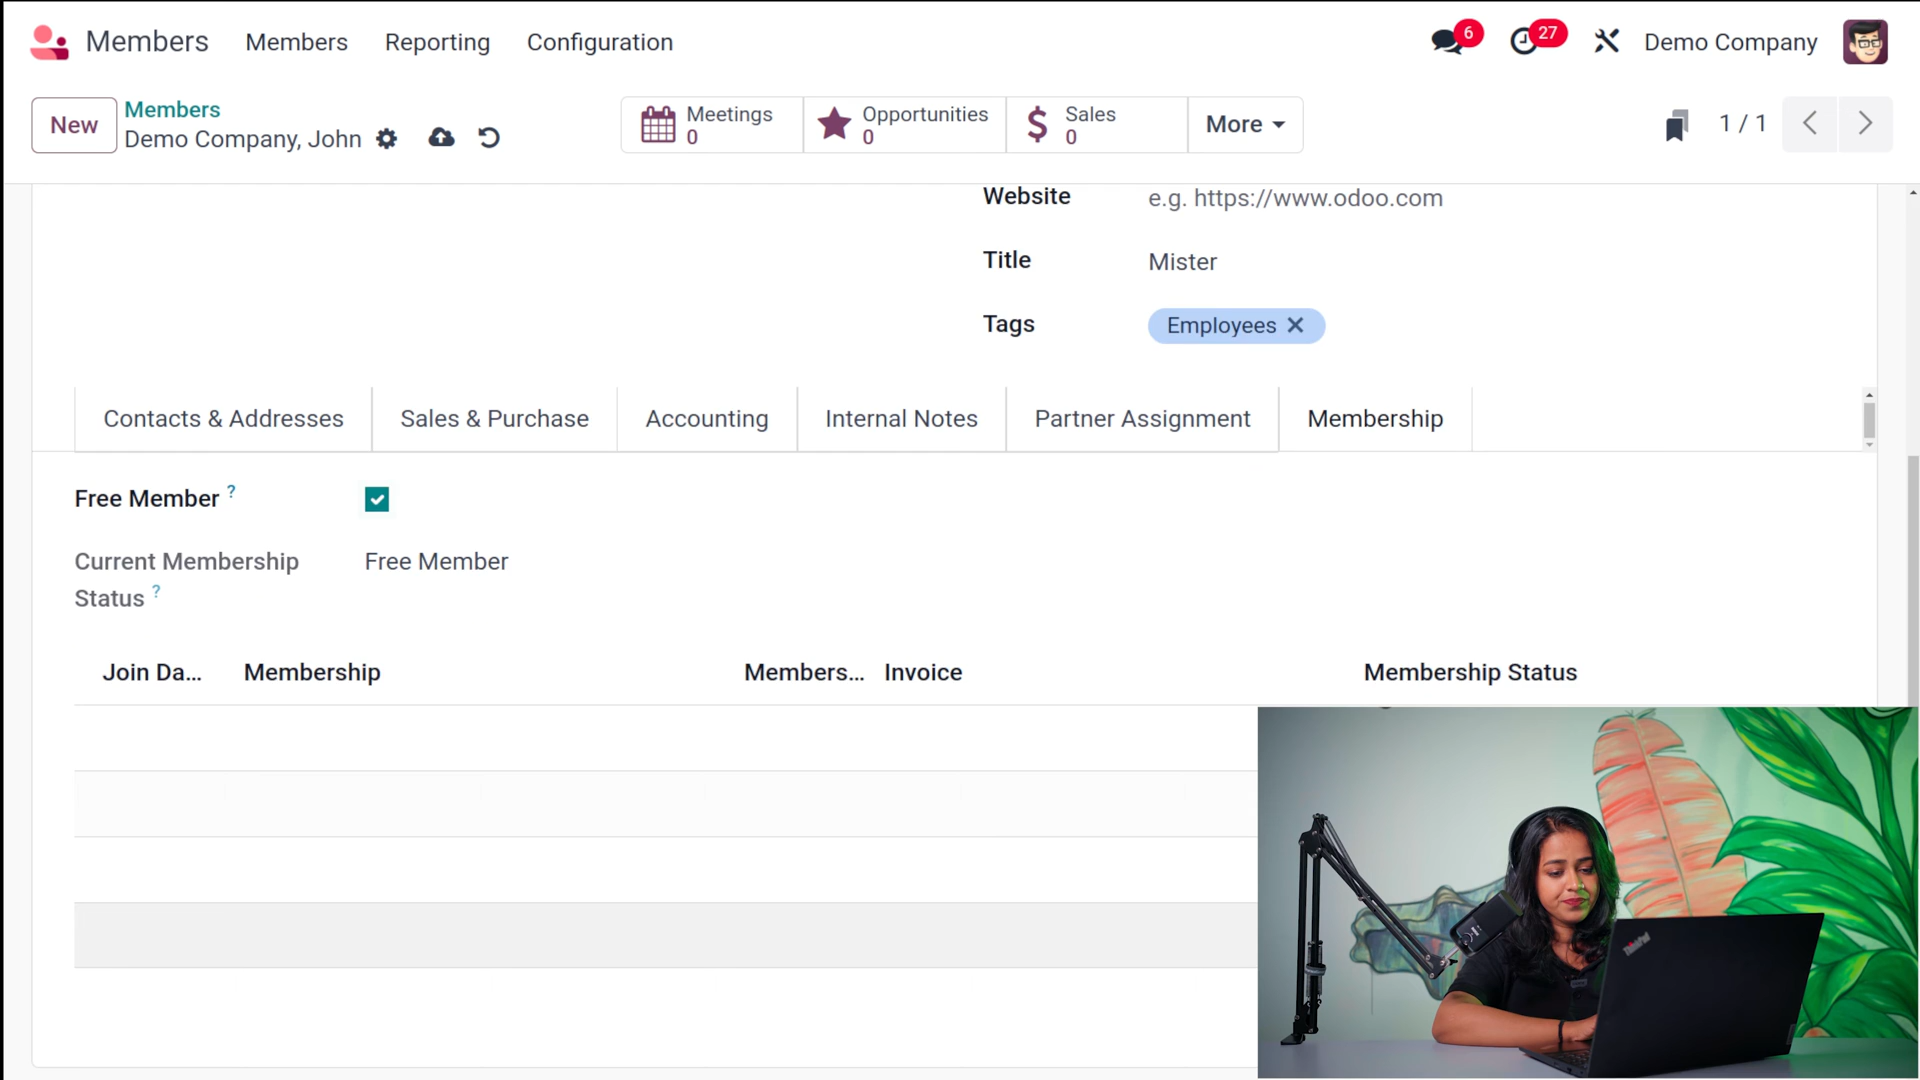 Members Members Reporting Configuration 6 27 Demo Company
New Members Meetings Opportunities Sales More 1 / 1
Demo Company, John 0 0 0
Website e.g. https://www.odoo.com
Title Mister
Tags Employees
Contacts & Addresses Sales & Purchase Accounting Internal Notes Partner Assignment Membership
Free Member ?
Current Membership Free Member
Status ?
Join Da... Membership Members... Invoice Membership Status
ThinkPad